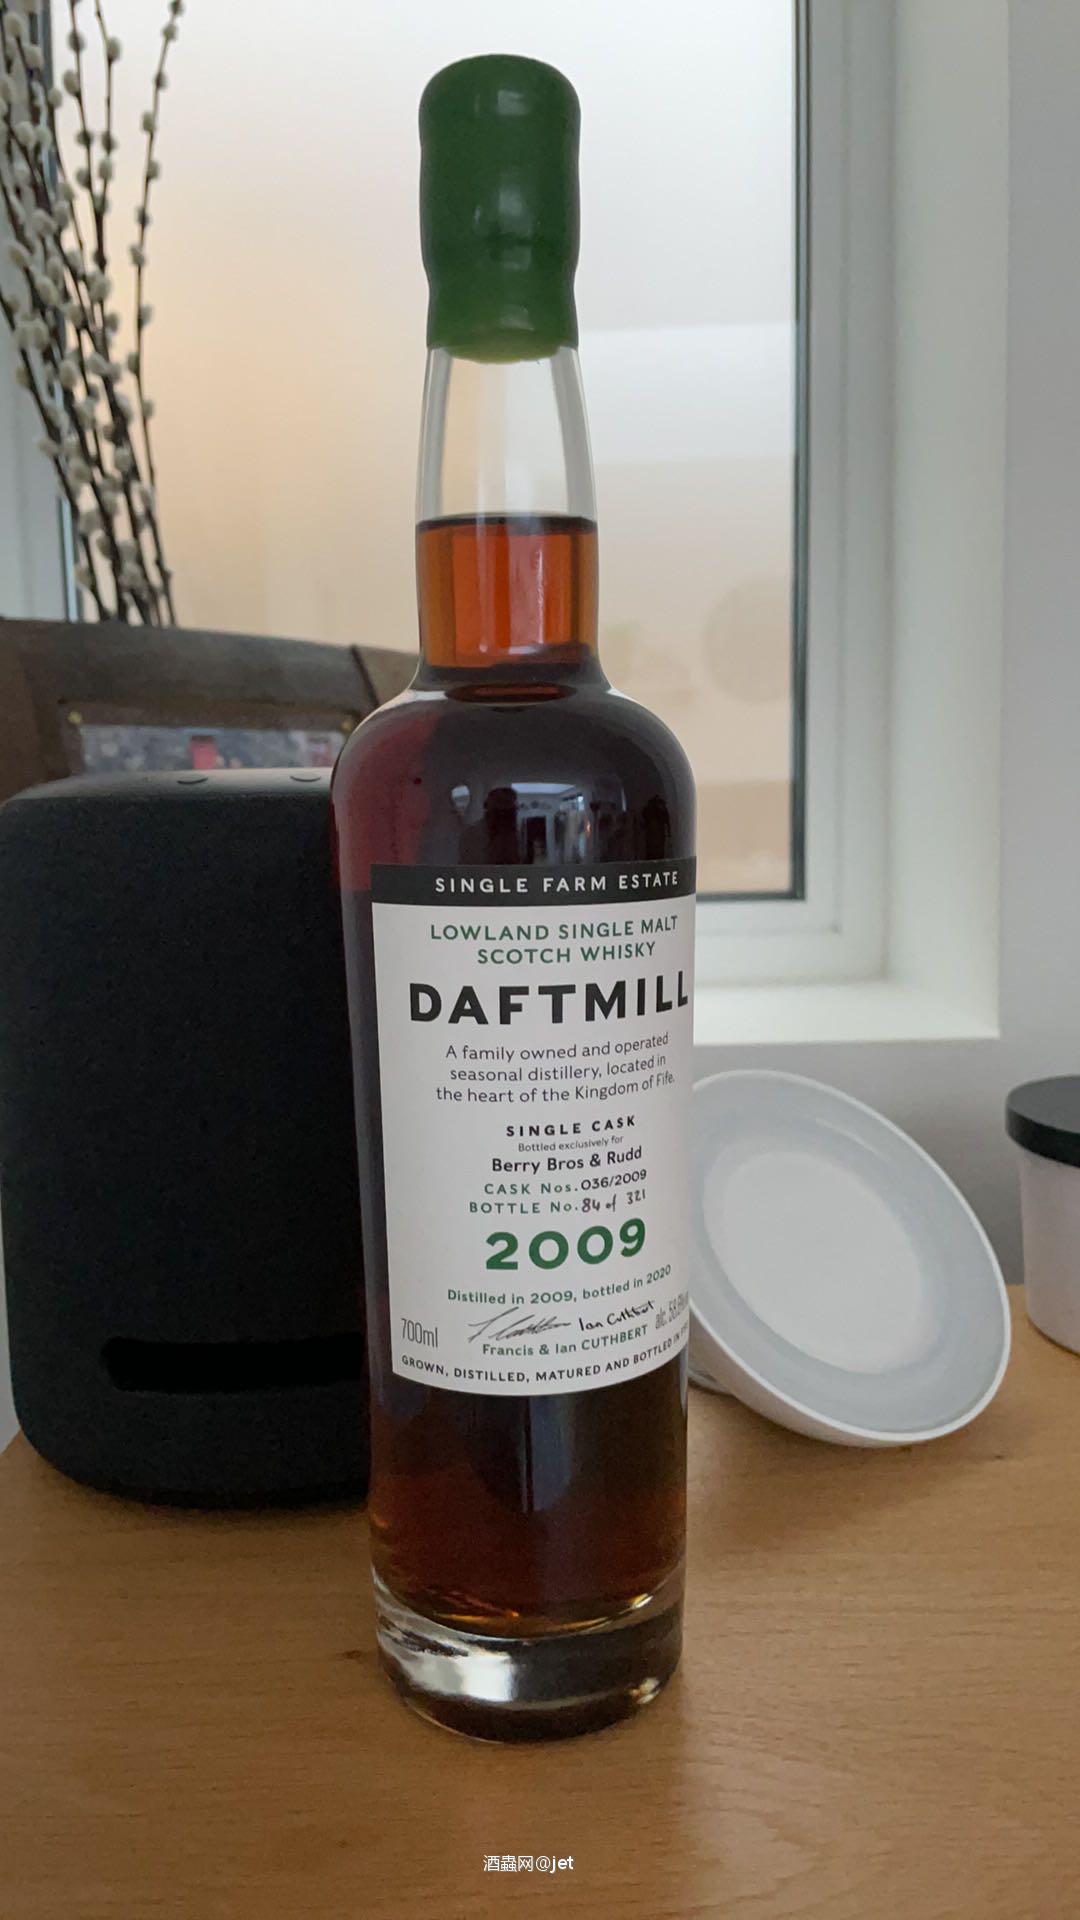 SINGLE FARM ESTATE
LOWLAND SINGLE MALT
SCOTCH WHISKY
DAFTMILL
A family owned and operated
seasonal distillery, located in
the heart of the Kingdom of Fife.
SINGLE CASK
Bottled exclusively for
Berry Bros & Rudd
CASK Nos. 036/2009
BOTTLE No. 84 of 321
2009
Distilled in 2009, bottled in 2020
Ian Cuthbert
700ml
alc.
Francis & Ian CUTHBERT
GROWN, DISTILLED, MATURED AND BOTTLED IN
酒蟲网@jet